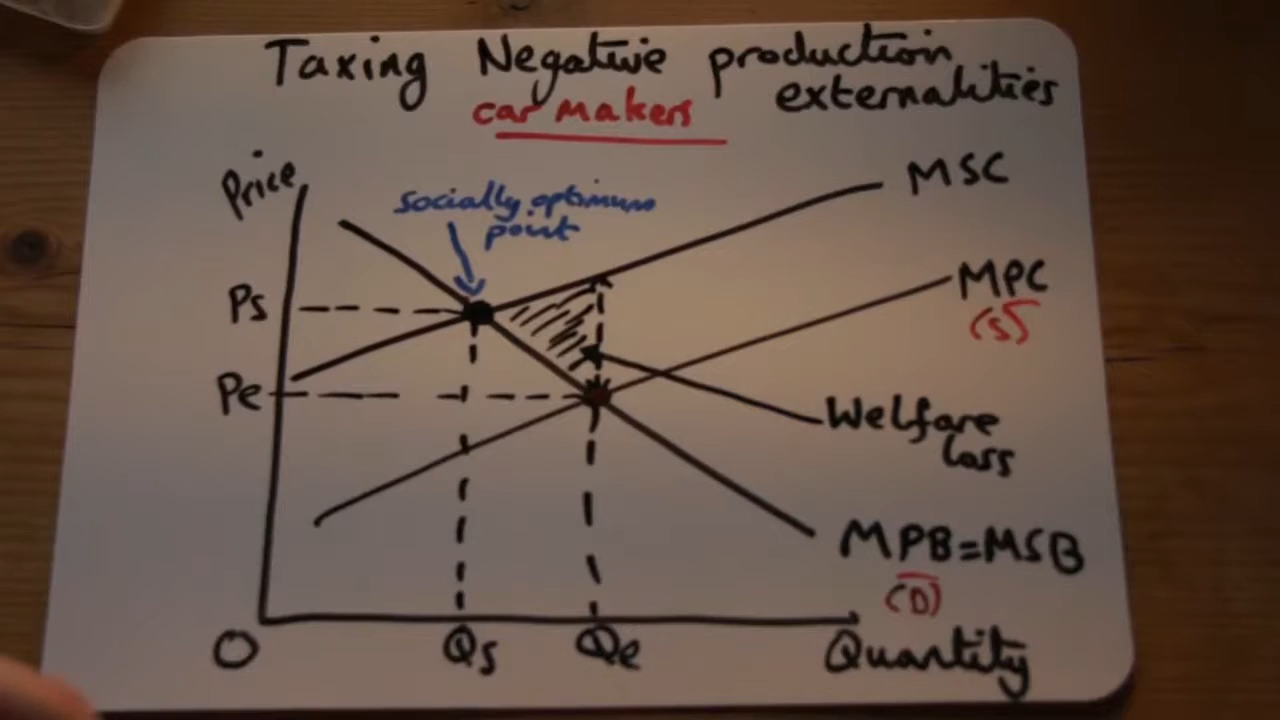 Taxing Negative production
externalities
car makers
Price
socially optimum
point
MSC
MPC
(S)
Ps
Pe
Welfare
Loss
MPB=MSB
(D)
O
Qs
Qe
Quantity